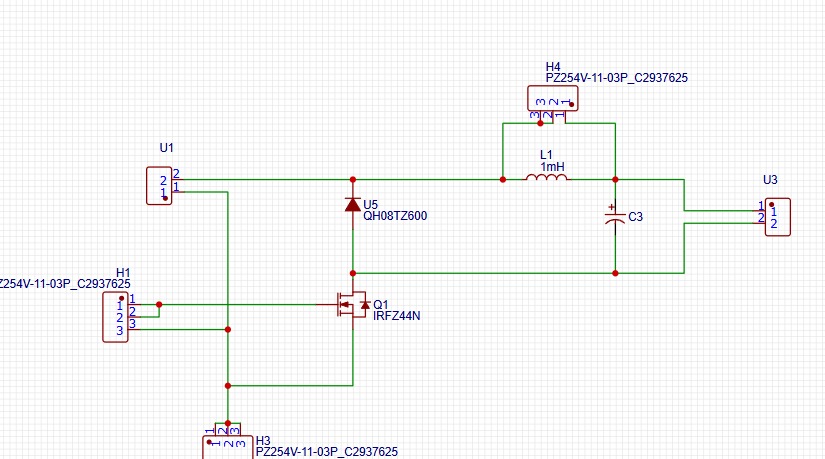 H4
PZ254V-11-03P_C2937625
3 2 1
3 2 1
U1
2 2
1 1
L1
1mH
U3
1 1
2 2
U5
QH08TZ600
+
C3
H1
Z254V-11-03P_C2937625
1 1
2 2
3 3
Q1
IRFZ44N
1 2 3
1 2 3
H3
PZ254V-11-03P_C2937625